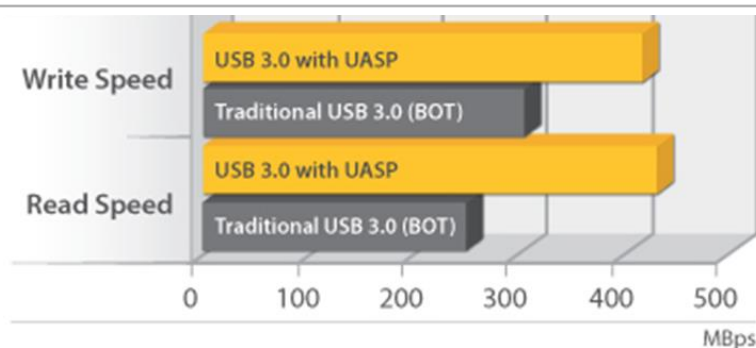 Write Speed
USB 3.0 with UASP
Traditional USB 3.0 (BOT)
Read Speed
USB 3.0 with UASP
Traditional USB 3.0 (BOT)
0 100 200 300 400 500
MBps